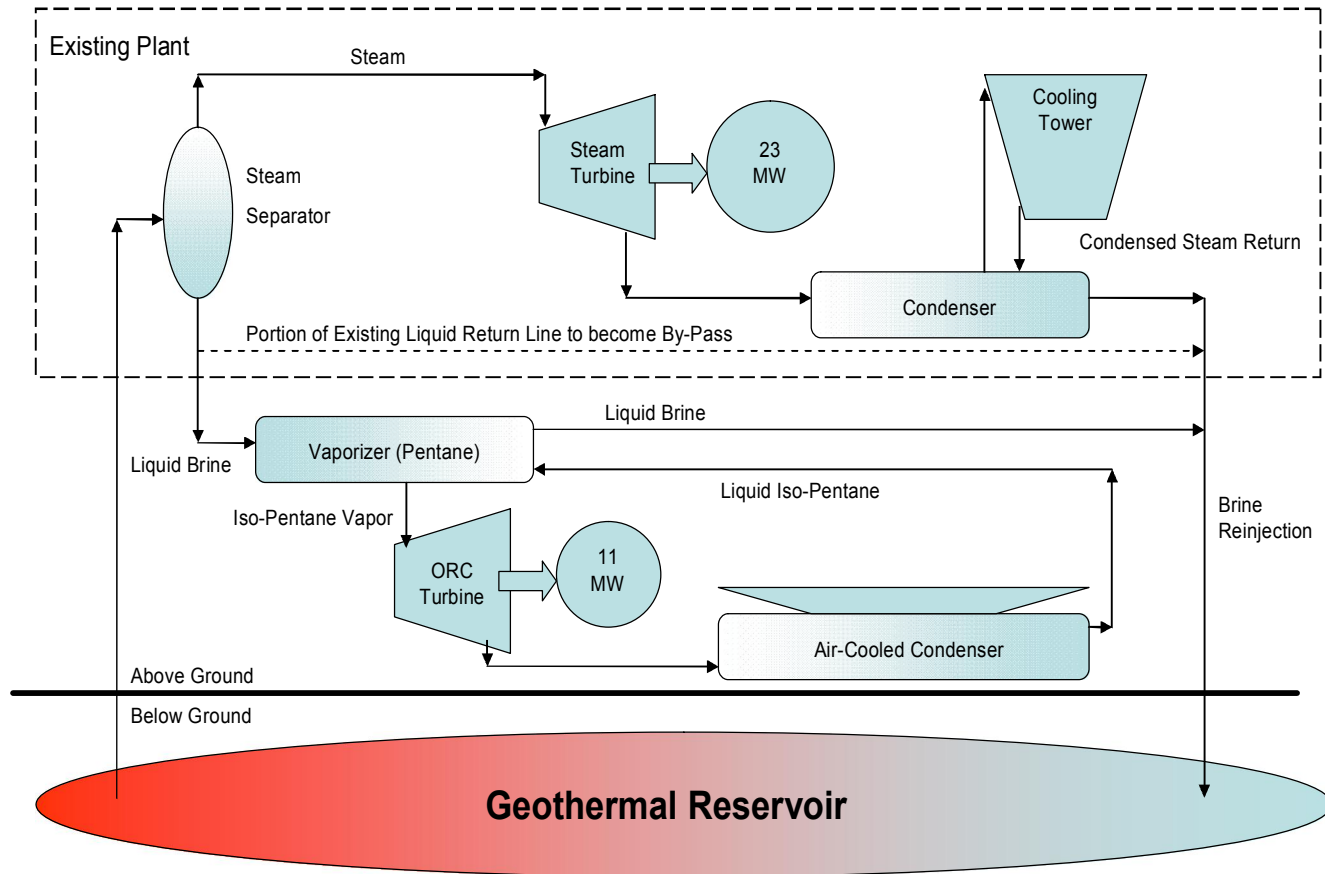 Existing Plant
Steam
Steam
Separator
Steam
Turbine
23
MW
Cooling
Tower
Condensed Steam Return
Condenser
Portion of Existing Liquid Return Line to become By-Pass
Liquid Brine
Vaporizer (Pentane)
Liquid Brine
Liquid Iso-Pentane
Iso-Pentane Vapor
ORC
Turbine
11
MW
Air-Cooled Condenser
Brine
Reinjection
Above Ground
Below Ground
Geothermal Reservoir